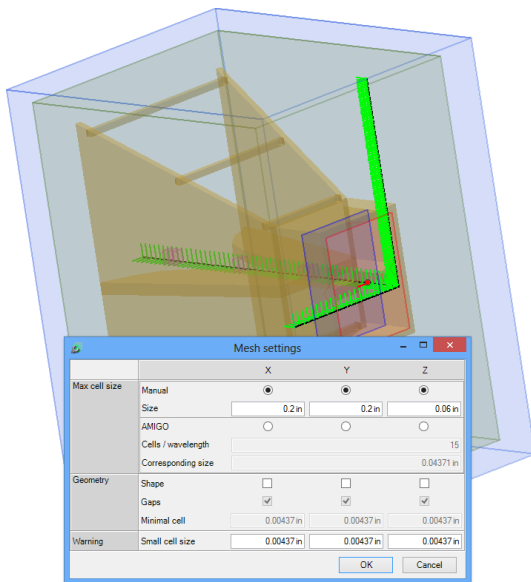 Mesh settings
X Y Z
Max cell size Manual
Size 0.2 in 0.2 in 0.06 in
AMIGO
Cells / wavelength 15
Corresponding size 0.04371 in
Geometry Shape
Gaps
Minimal cell 0.00437 in 0.00437 in 0.00437 in
Warning Small cell size 0.00437 in 0.00437 in 0.00437 in
OK Cancel